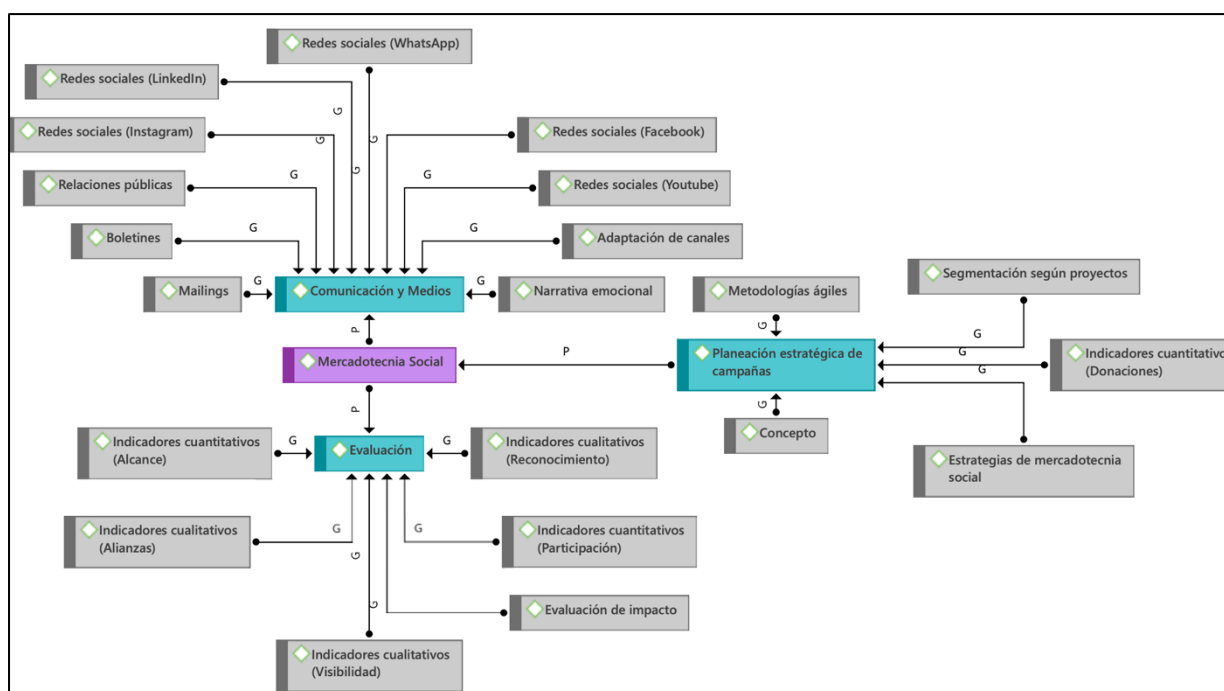 Redes sociales (WhatsApp)
Redes sociales (LinkedIn)
G
Redes sociales (Instagram)
G
G
G
Redes sociales (Facebook)
G
Relaciones públicas
G
G
G
Redes sociales (Youtube)
Boletines
G
G
Adaptación de canales
Mailings
G
Comunicación y Medios
G
Narrativa emocional
Metodologías ágiles
Segmentación según proyectos
P
G
G
Mercadotecnia Social
P
Planeación estratégica de
campañas
G
Indicadores cuantitativo
(Donaciones)
G
P
G
Concepto
Indicadores cuantitativos
(Alcance)
G
Evaluación
G
Indicadores cualitativos
(Reconocimiento)
Estrategias de mercadotecnia
social
Indicadores cualitativos
(Alianzas)
G
G
G
Indicadores cuantitativos
(Participación)
G
Evaluación de impacto
Indicadores cualitativos
(Visibilidad)